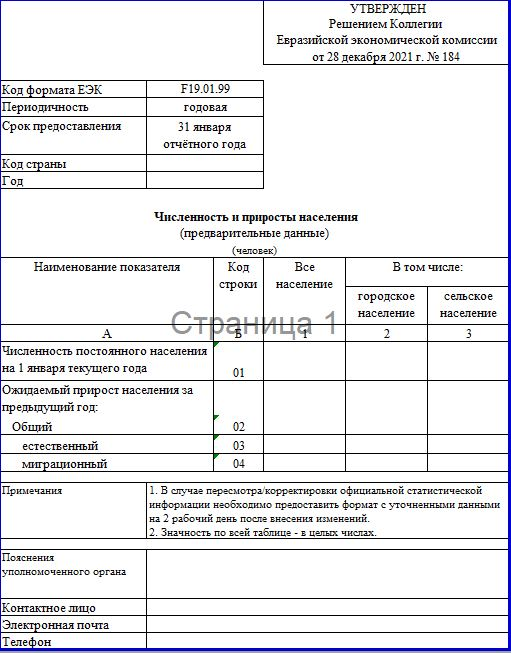 УТВЕРЖДЕН
Решением Коллегии
Евразийской экономической комиссии
от 28 декабря 2021 г. № 184
Код формата ЕЭК F19.01.99
Периодичность годовая
Срок предоставления 31 января
отчётного года
Код страны
Год
Численность и приросты населения
(предварительные данные)
(человек)
Наименование показателя Код Все В том числе:
строки население
городское сельское
население население
Страница 1
А Б 1 2 3
Численность постоянного населения
на 1 января текущего года 01
Ожидаемый прирост населения за
предыдущий год:
Общий 02
естественный 03
миграционный 04
Примечания 1. В случае пересмотра/корректировки официальной статистической
информации необходимо предоставить формат с уточненными данными
на 2 рабочий день после внесения изменений.
2. Значность по всей таблице - в целых числах.
Пояснения
уполномоченного органа
Контактное лицо
Электронная почта
Телефон